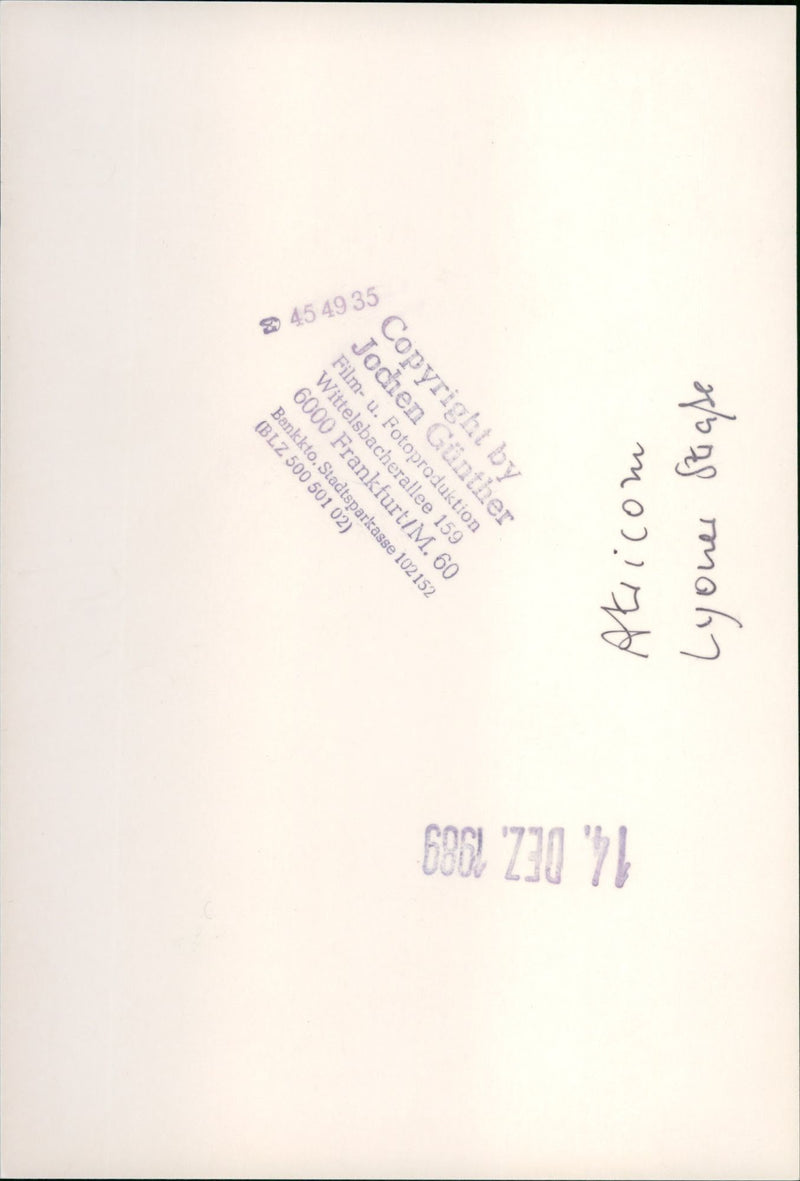 Copyright by
Jochen Günther
Film- u. Fotoproduktion
Wittelsbacherallee 159
6000 Frankfurt/M. 60
Bankkto. Stadtsparkasse 102152
(BLZ 500 501 02)
☎ 45 49 35
Atricom
Lyoner Straße
14. DEZ. 1989